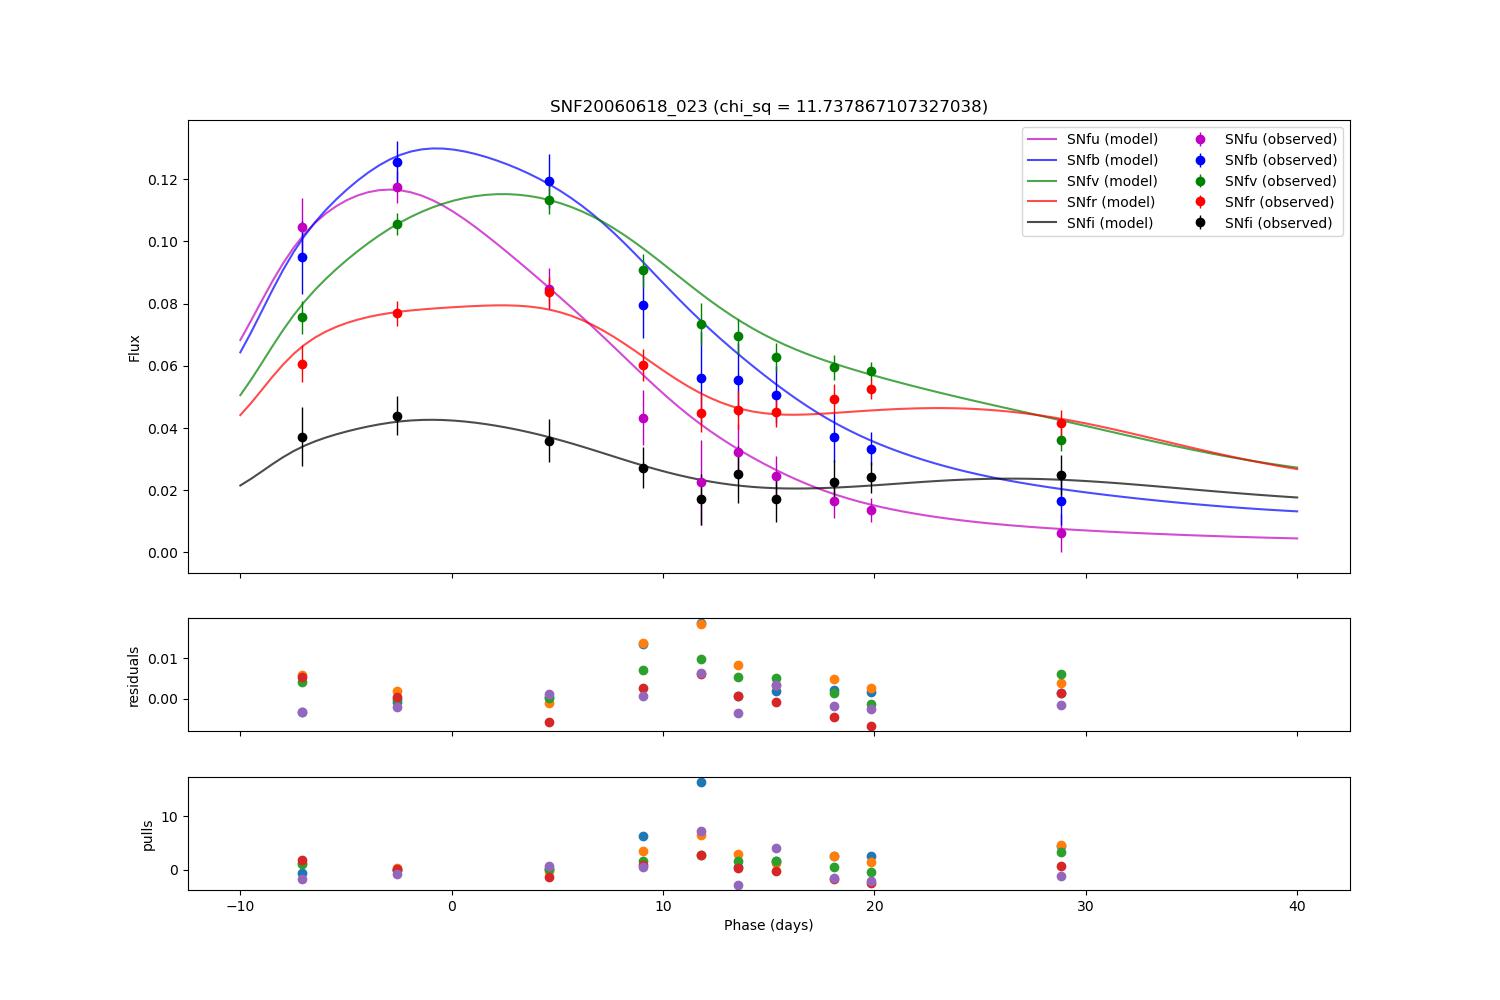 SNF20060618_023 (chi_sq = 11.737867107327038)
SNfu (model) SNfu (observed)
SNfb (model) SNfb (observed)
SNfv (model) SNfv (observed)
SNfr (model) SNfr (observed)
SNfi (model) SNfi (observed)
Flux
0.12
0.10
0.08
0.06
0.04
0.02
0.00
residuals
0.01
0.00
pulls
10
0
−10 0 10 20 30 40
Phase (days)